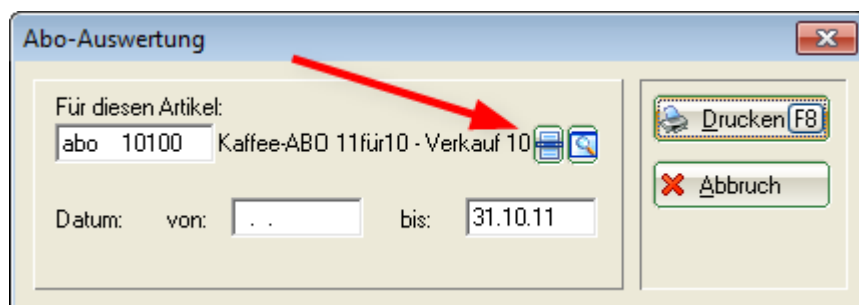 Abo-Auswertung
Für diesen Artikel:
abo 10100 Kaffee-ABO 11für10 - Verkauf 10
Datum: von: . . bis: 31.10.11
Drucken F8
Abbruch